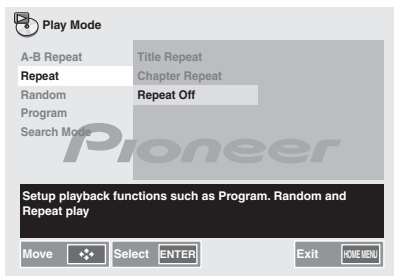 Play Mode
A-B Repeat
Title Repeat
Repeat
Chapter Repeat
Random
Repeat Off
Program
Search Mode
Pioneer
Setup playback functions such as Program. Random and
Repeat play
Move Select ENTER Exit HOME MENU